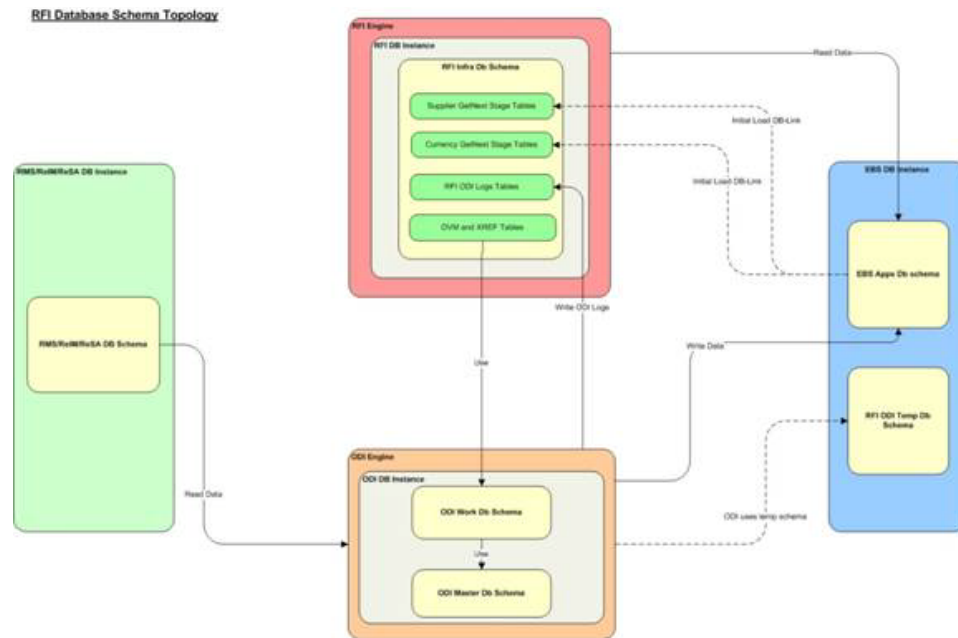 RFI Database Schema Topology
RFI Engine
RFI DB Instance
RFI Infra Db Schema
Supplier GetNext Stage Tables
Currency GetNext Stage Tables
RFI ODI Logs Tables
DVM and XREF Tables
Read Data
Initial Load DB-Link
Initial Load DB-Link
RMS/ReIM/ReSA DB Instance
RMS/ReIM/ReSA DB Schema
EBS DB Instance
EBS Apps Db schema
RFI ODI Temp Db
Schema
Write ODI Logs
Write Data
Use
Read Data
ODI Engine
ODI DB Instance
ODI Work Db Schema
Use
ODI Master Db Schema
ODI uses temp schema